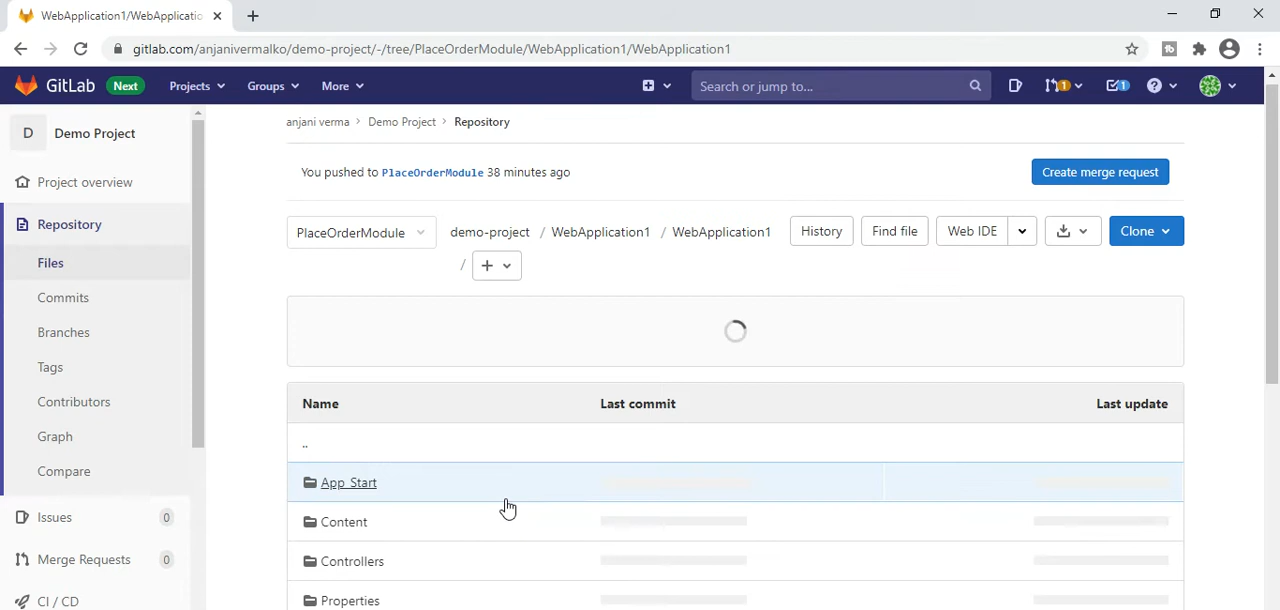 WebApplication1/WebApplicatio
gitlab.com/anjanivermalko/demo-project/-/tree/PlaceOrderModule/WebApplication1/WebApplication1
GitLab Next Projects Groups More Search or jump to... 1 1
D Demo Project
Project overview
Repository
Files
Commits
Branches
Tags
Contributors
Graph
Compare
Issues 0
Merge Requests 0
CI / CD
anjani verma > Demo Project > Repository
You pushed to PlaceOrderModule 38 minutes ago
Create merge request
PlaceOrderModule demo-project / WebApplication1 / WebApplication1
/ +
History Find file Web IDE Clone
Name Last commit Last update
..
App_Start
Content
Controllers
Properties